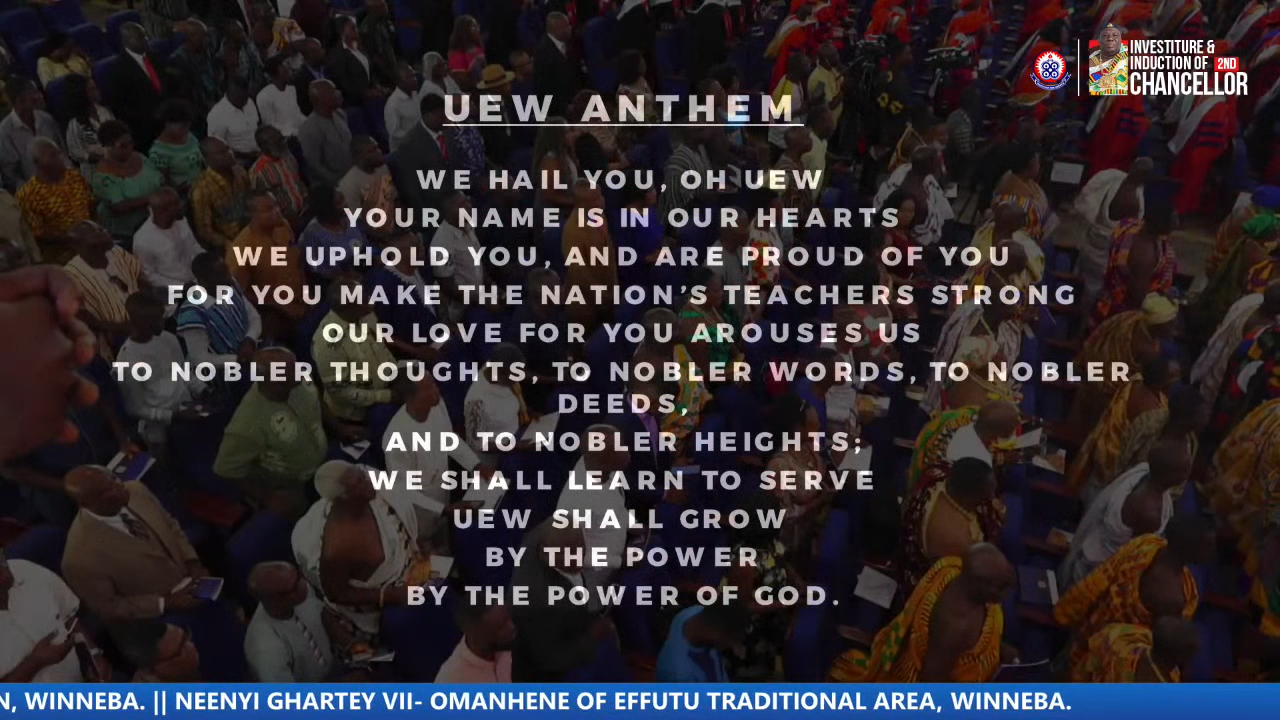 INVESTITURE &
INDUCTION OF 2ND
CHANCELLOR
UEW ANTHEM
WE HAIL YOU, OH UEW
YOUR NAME IS IN OUR HEARTS
WE UPHOLD YOU, AND ARE PROUD OF YOU
FOR YOU MAKE THE NATION'S TEACHERS STRONG
OUR LOVE FOR YOU AROUSES US
TO NOBLER THOUGHTS, TO NOBLER WORDS, TO NOBLER
DEEDS,
AND TO NOBLER HEIGHTS;
WE SHALL LEARN TO SERVE
UEW SHALL GROW
BY THE POWER
BY THE POWER OF GOD.
N, WINNEBA. || NEENYI GHARTEY VII- OMANHENE OF EFFUTU TRADITIONAL AREA, WINNEBA.